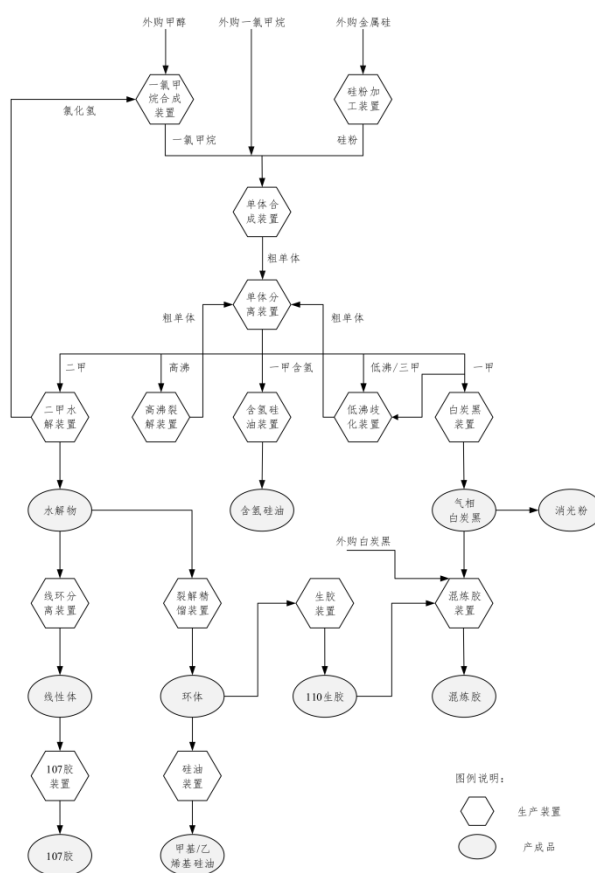 外购甲醇
外购一氯甲烷
外购金属硅
一氯甲
烷合成
装置
硅粉加
工装置
氯化氢
一氯甲烷
硅粉
单体合
成装置
粗单体
单体分
离装置
粗单体
粗单体
二甲
高沸
一甲含氢
低沸/三甲
一甲
二甲水
解装置
高沸裂
解装置
含氢硅
油装置
低沸歧
化装置
白炭黑
装置
水解物
含氢硅油
气相
白炭黑
消光粉
外购白炭黑
线环分
离装置
裂解精
馏装置
生胶
装置
混炼胶
装置
线性体
环体
110生胶
混炼胶
107胶
装置
硅油
装置
图例说明：
生产装置
107胶
甲基/乙
烯基硅油
产成品